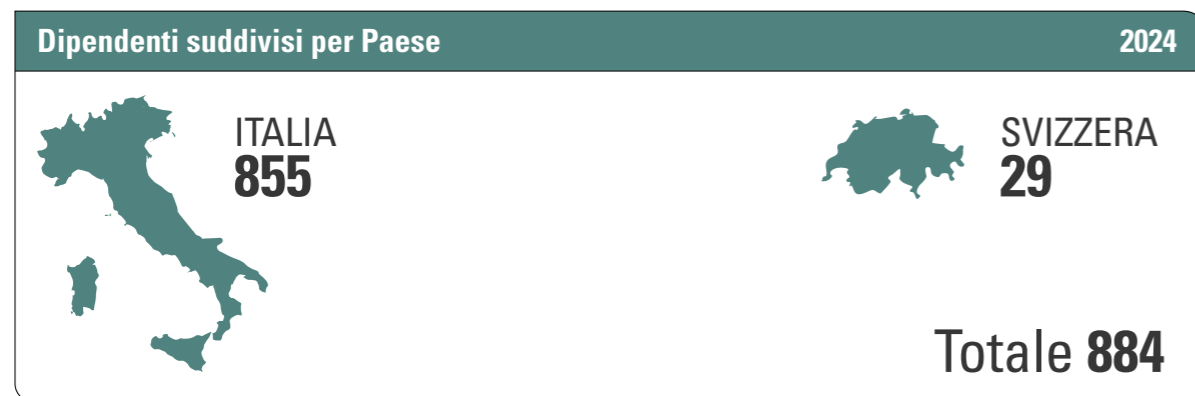 Dipendenti suddivisi per Paese 2024
ITALIA
855
SVIZZERA
29
Totale 884